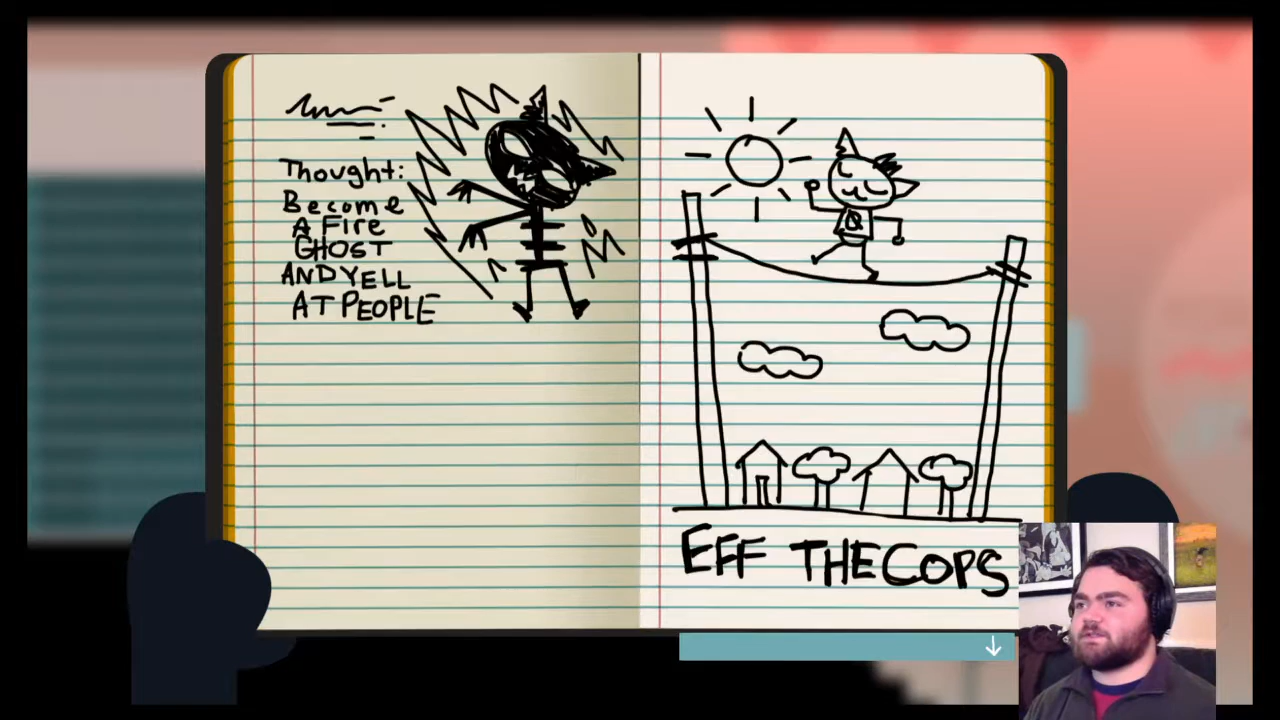 Thought:
Become
A Fire
GHOST
AND YELL
AT PEOPLE
EFF THE COPS